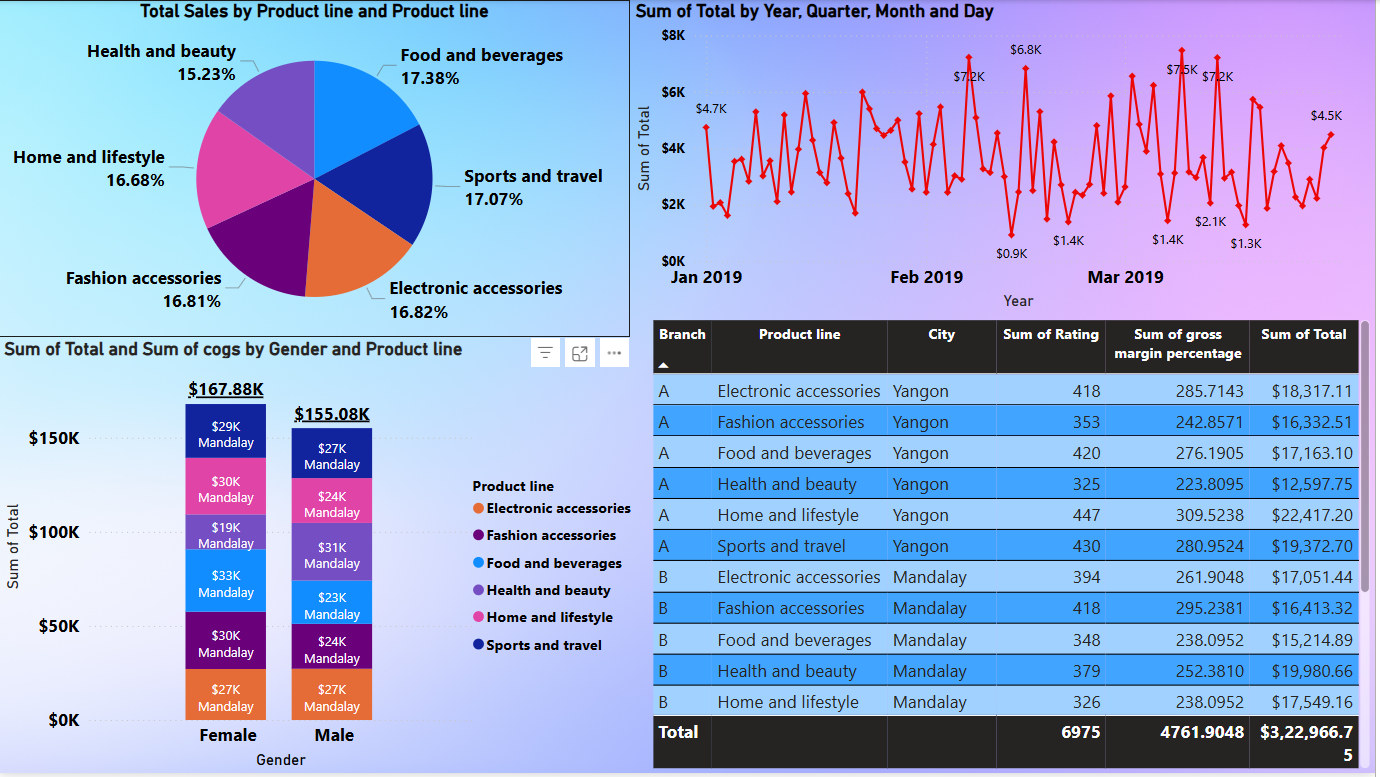 Total Sales by Product line and Product line
Health and beauty
15.23%
Food and beverages
17.38%
Home and lifestyle
16.68%
Sports and travel
17.07%
Fashion accessories
16.81%
Electronic accessories
16.82%
Sum of Total by Year, Quarter, Month and Day
Sum of Total
$8K
$6K
$4K
$2K
$0K
$4.7K
$7.2K
$6.8K
$7.5K
$7.2K
$4.5K
$0.9K
$1.4K
$1.4K
$2.1K
$1.3K
Jan 2019
Feb 2019
Mar 2019
Year
Sum of Total and Sum of cogs by Gender and Product line
Sum of Total
$150K
$100K
$50K
$0K
$167.88K
$29K
Mandalay
$30K
Mandalay
$19K
Mandalay
$33K
Mandalay
$30K
Mandalay
$27K
Mandalay
$155.08K
$27K
Mandalay
$24K
Mandalay
$31K
Mandalay
$23K
Mandalay
$24K
Mandalay
$27K
Mandalay
Female
Male
Gender
Product line
Electronic accessories
Fashion accessories
Food and beverages
Health and beauty
Home and lifestyle
Sports and travel
Branch Product line City Sum of Rating Sum of gross margin percentage Sum of Total
A Electronic accessories Yangon 418 285.7143 $18,317.11
A Fashion accessories Yangon 353 242.8571 $16,332.51
A Food and beverages Yangon 420 276.1905 $17,163.10
A Health and beauty Yangon 325 223.8095 $12,597.75
A Home and lifestyle Yangon 447 309.5238 $22,417.20
A Sports and travel Yangon 430 280.9524 $19,372.70
B Electronic accessories Mandalay 394 261.9048 $17,051.44
B Fashion accessories Mandalay 418 295.2381 $16,413.32
B Food and beverages Mandalay 348 238.0952 $15,214.89
B Health and beauty Mandalay 379 252.3810 $19,980.66
B Home and lifestyle Mandalay 326 238.0952 $17,549.16
Total 6975 4761.9048 $3,22,966.7
5